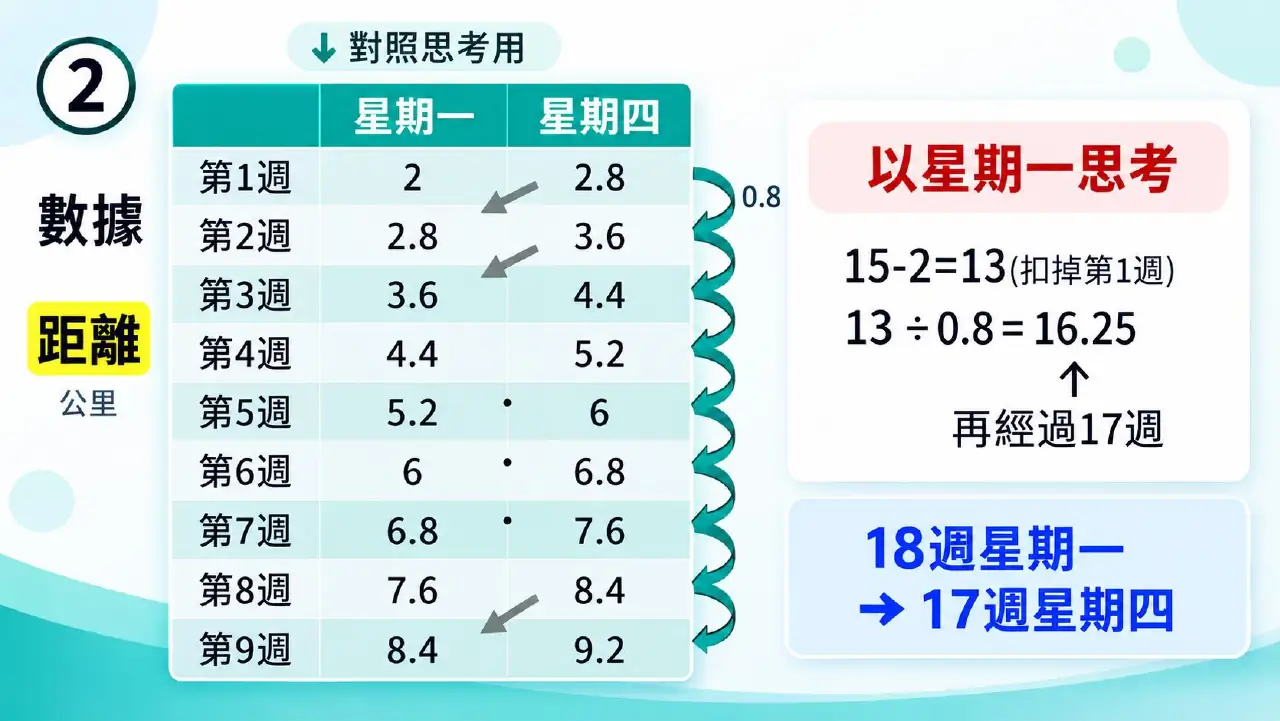 ②
↓ 對照思考用
數據
距離
公里
星期一 星期四
第1週 2 2.8
第2週 2.8 3.6
第3週 3.6 4.4
第4週 4.4 5.2
第5週 5.2 6
第6週 6 6.8
第7週 6.8 7.6
第8週 7.6 8.4
第9週 8.4 9.2
0.8
以星期一思考
15-2=13(扣掉第1週)
13÷0.8=16.25
↑
再經過17週
18週星期一
→ 17週星期四